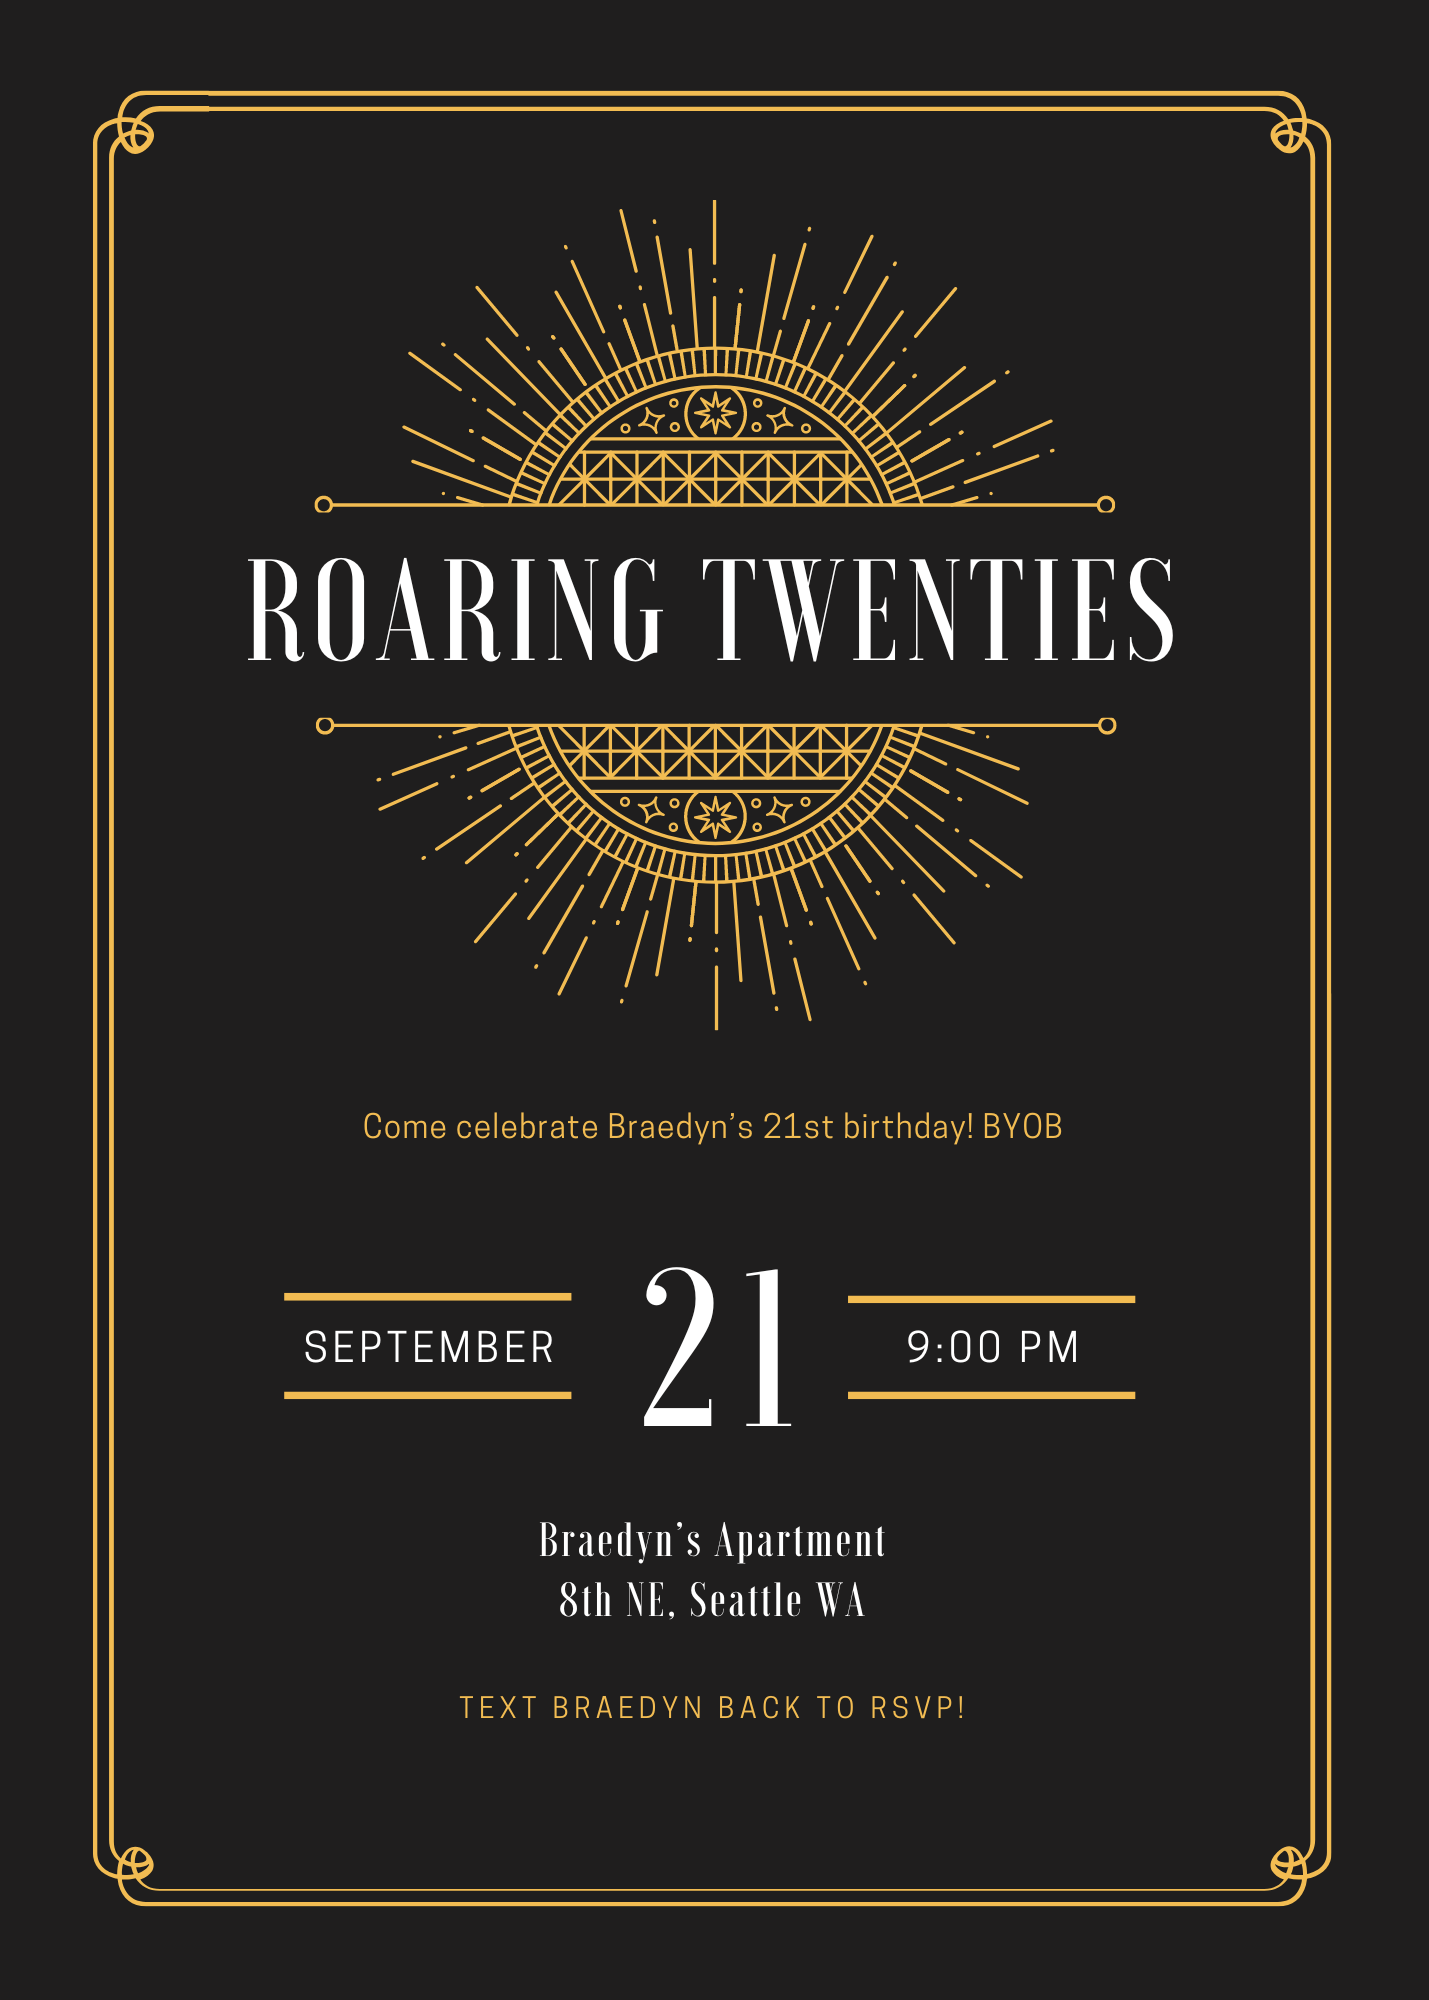 ROARING TWENTIES
Come celebrate Braedyn’s 21st birthday! BYOB
SEPTEMBER
21
9:00 PM
Braedyn’s Apartment
8th NE, Seattle WA
TEXT BRAEDYN BACK TO RSVP!